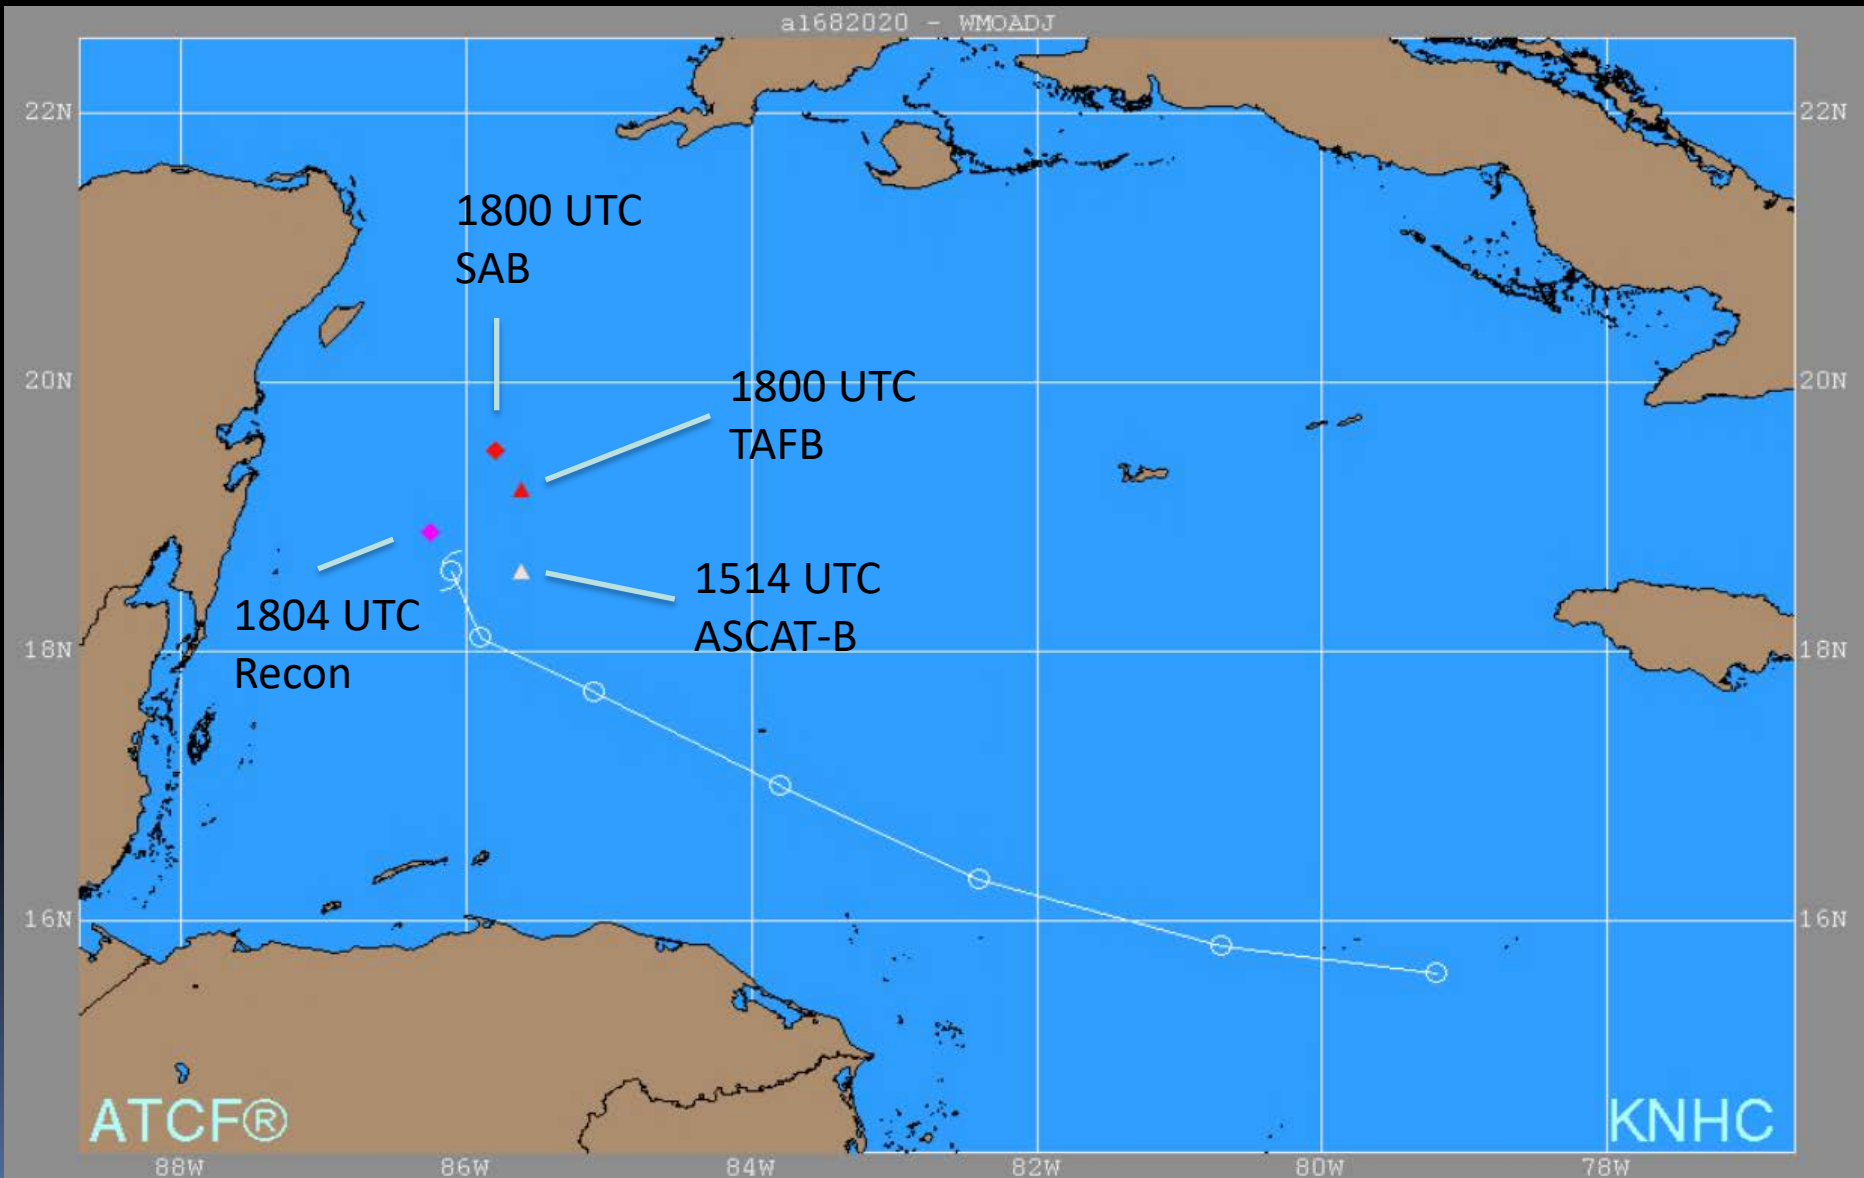 a1682020 - WMOADJ
22N
22N
1800 UTC
SAB
20N
20N
1800 UTC
TAFB
1514 UTC
ASCAT-B
1804 UTC
Recon
18N
18N
16N
16N
ATCF®
KNHC
88W
86W
84W
82W
80W
78W